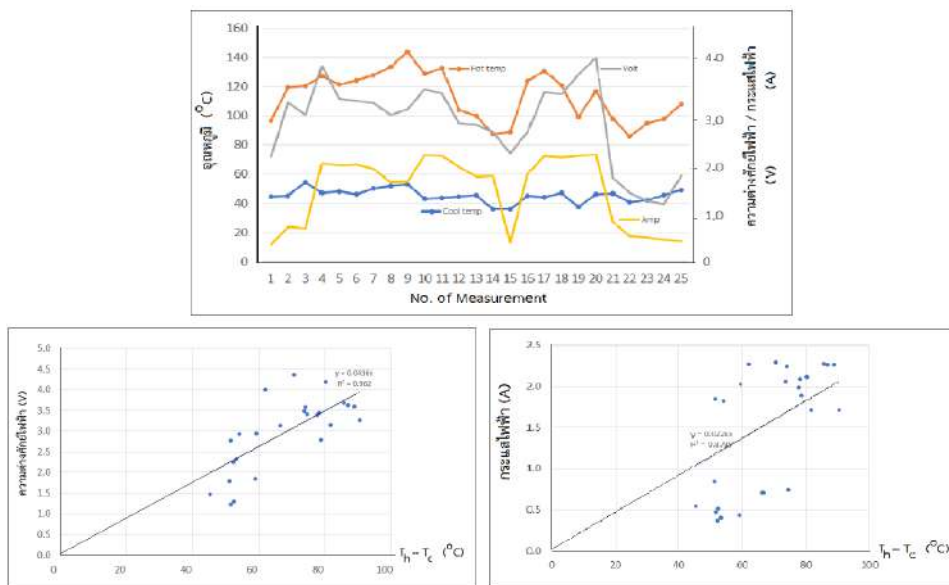 160
140
120
100
80
60
40
20
0
อุณหภูมิ (°C)
Hot temp
Volt
Cool temp
Amp
4.0
3.0
2.0
1.0
0
ความต่างศักย์ไฟฟ้า / กระแสไฟฟ้า
(V) (A)
1 2 3 4 5 6 7 8 9 10 11 12 13 14 15 16 17 18 19 20 21 22 23 24 25
No. of Measurement
5.0
4.5
4.0
3.5
3.0
2.5
2.0
1.5
1.0
0.5
0.0
ความต่างศักย์ไฟฟ้า (V)
0 20 40 60 80 100
Th – Tc (°C)
2.5
2.0
1.5
1.0
0.5
0.0
กระแสไฟฟ้า (A)
0 20 40 60 80 100
Th – Tc (°C)